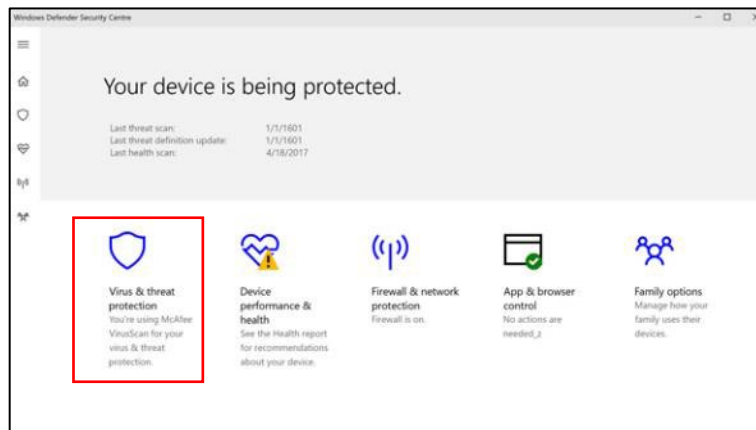 Windows Defender Security Centre
Your device is being protected.
Last threat scan: 1/1/1601
Last threat definition update: 1/1/1601
Last health scan: 4/18/2017
Virus & threat
protection
You're using McAfee
VirusScan for your
virus & threat
protection.
Device
performance &
health
See the Health report
for recommendations
about your device.
Firewall & network
protection
Firewall is on.
App & browser
control
No actions are
needed_z
Family options
Manage how your
family uses their
devices.